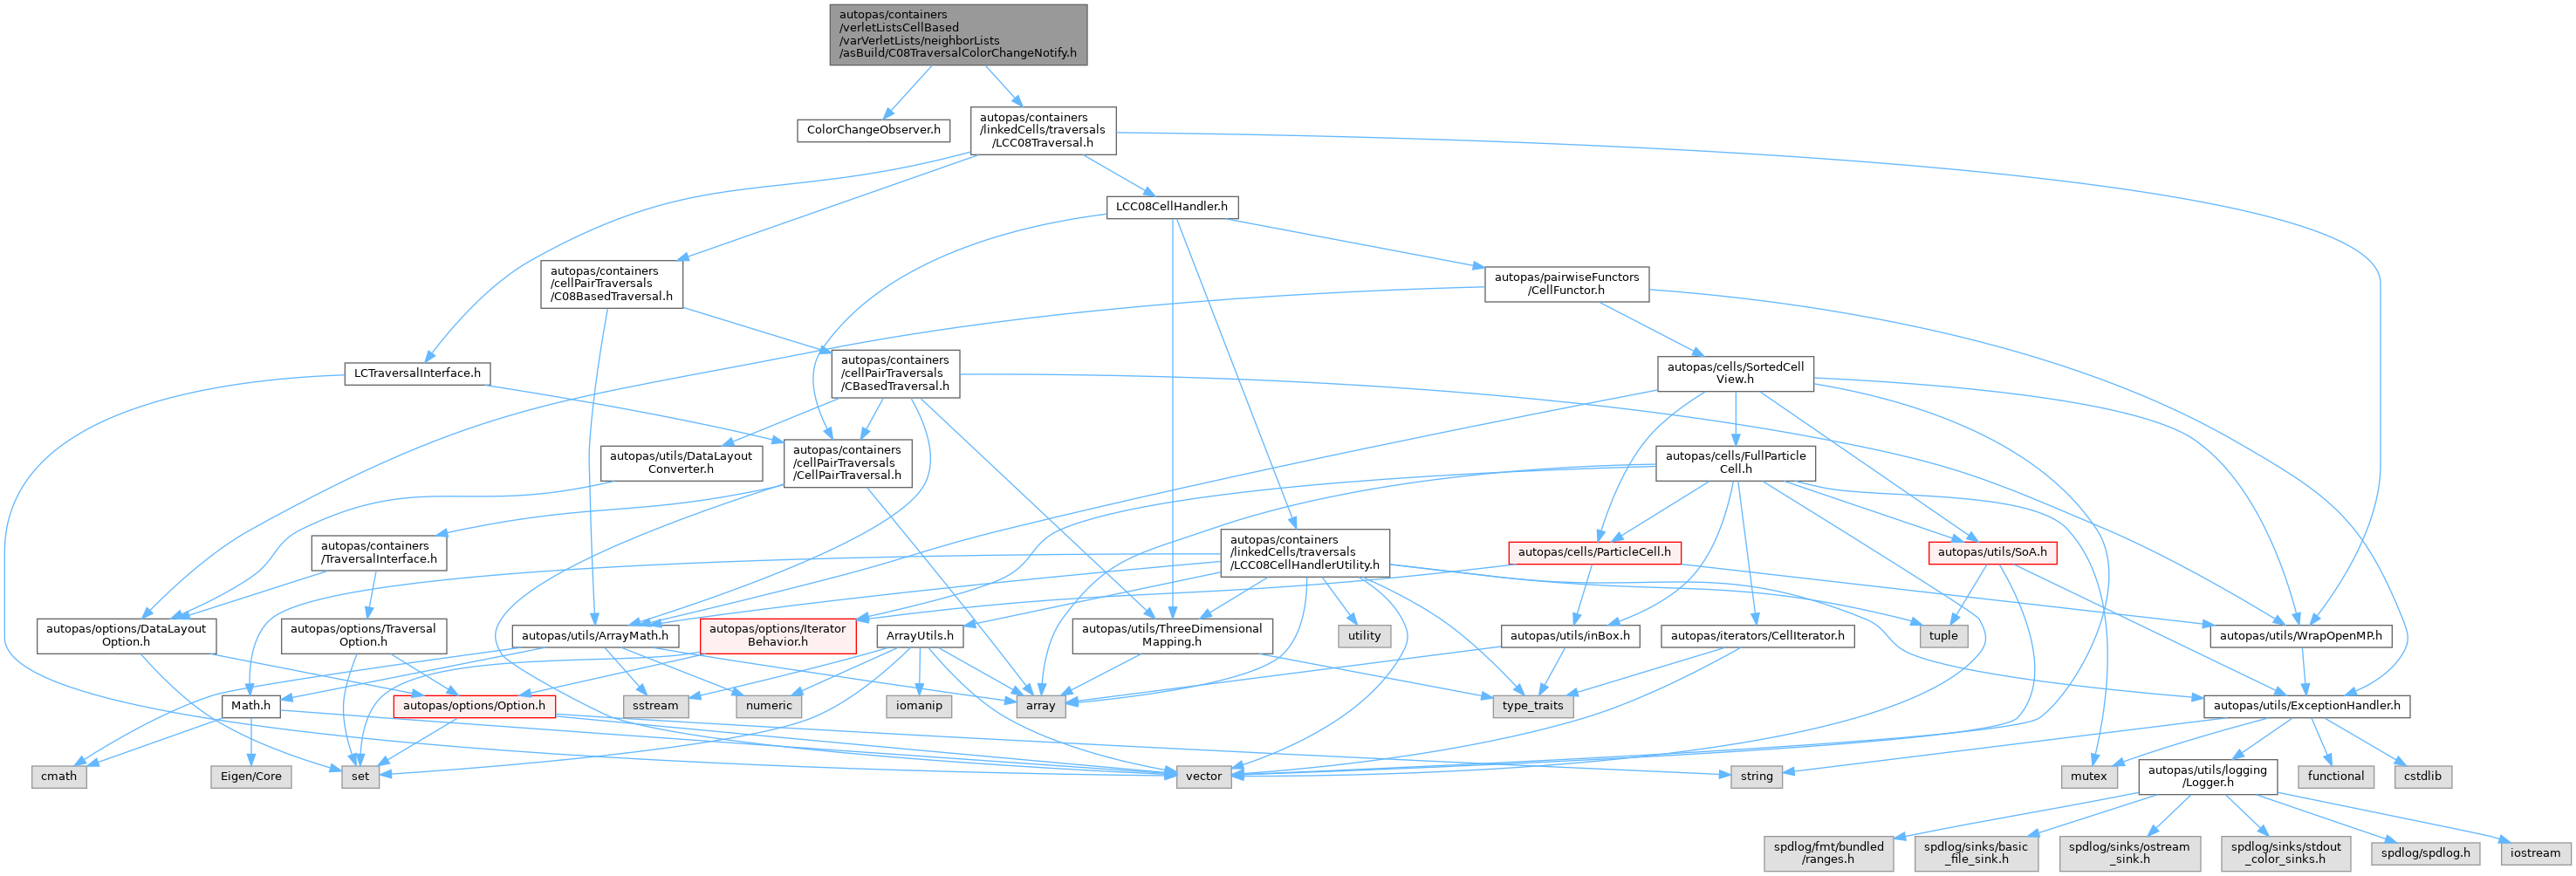 autopas/containers
/verletListsCellBased
/varVerletLists/neighborLists
/asBuild/C08TraversalColorChangeNotify.h
ColorChangeObserver.h
autopas/containers
/linkedCells/traversals
/LCC08Traversal.h
LCC08CellHandler.h
autopas/containers
/cellPairTraversals
/C08BasedTraversal.h
autopas/pairwiseFunctors
/CellFunctor.h
LCTraversalInterface.h
autopas/containers
/cellPairTraversals
/CBasedTraversal.h
autopas/cells/SortedCell
View.h
autopas/utils/DataLayout
Converter.h
autopas/containers
/cellPairTraversals
/CellPairTraversal.h
autopas/cells/FullParticle
Cell.h
autopas/containers
/TraversalInterface.h
autopas/containers
/linkedCells/traversals
/LCC08CellHandlerUtility.h
autopas/cells/ParticleCell.h
autopas/utils/SoA.h
autopas/options/DataLayout
Option.h
autopas/options/Traversal
Option.h
autopas/utils/ArrayMath.h
autopas/options/Iterator
Behavior.h
ArrayUtils.h
autopas/utils/ThreeDimensional
Mapping.h
utility
autopas/utils/inBox.h
autopas/iterators/CellIterator.h
tuple
autopas/utils/WrapOpenMP.h
Math.h
autopas/options/Option.h
sstream
numeric
iomanip
array
type_traits
autopas/utils/ExceptionHandler.h
cmath
Eigen/Core
set
vector
string
mutex
autopas/utils/logging
/Logger.h
functional
cstdlib
spdlog/fmt/bundled
/ranges.h
spdlog/sinks/basic
_file_sink.h
spdlog/sinks/ostream
_sink.h
spdlog/sinks/stdout
_color_sinks.h
spdlog/spdlog.h
iostream